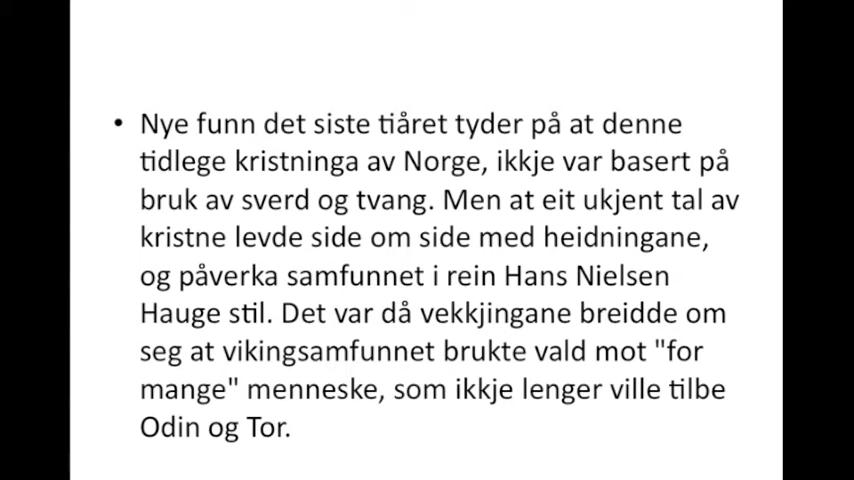 • Nye funn det siste tiåret tyder på at denne
tidlege kristninga av Norge, ikkje var basert på
bruk av sverd og tvang. Men at eit ukjent tal av
kristne levde side om side med heidningane,
og påverka samfunnet i rein Hans Nielsen
Hauge stil. Det var då vekkjingane breidde om
seg at vikingsamfunnet brukte vald mot "for
mange" menneske, som ikkje lenger ville tilbe
Odin og Tor.